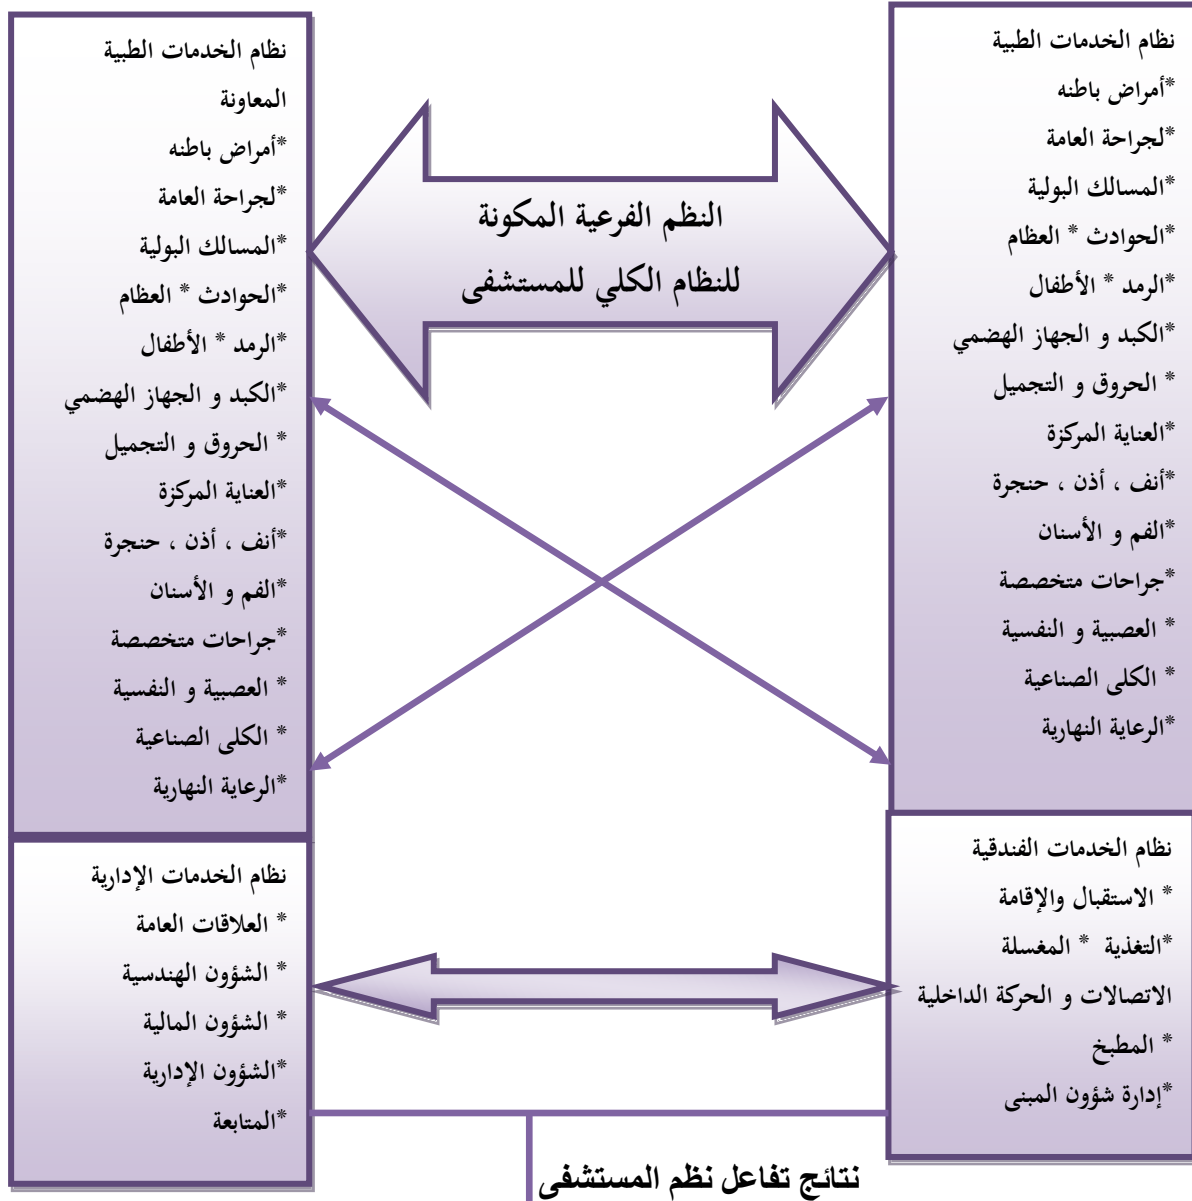 نظام الخدمات الطبية
*أمراض باطنه
*لجراحة العامة
*المسالك البولية
*الحوادث * العظام
*الرمد * الأطفال
*الكبد و الجهاز الهضمي
* الحروق و التجميل
*العناية المركزة
*أنف ، أذن ، حنجرة
*الفم و الأسنان
*جراحات متخصصة
* العصبية و النفسية
* الكلى الصناعية
*الرعاية النهارية
النظم الفرعية المكونة
للنظام الكلي للمستشفى
نظام الخدمات الطبية
المعاونة
*أمراض باطنه
*لجراحة العامة
*المسالك البولية
*الحوادث * العظام
*الرمد * الأطفال
*الكبد و الجهاز الهضمي
* الحروق و التجميل
*العناية المركزة
*أنف ، أذن ، حنجرة
*الفم و الأسنان
*جراحات متخصصة
* العصبية و النفسية
* الكلى الصناعية
*الرعاية النهارية
نظام الخدمات الفندقية
* الاستقبال والإقامة
*التغذية * المغسلة
الاتصالات و الحركة الداخلية
* المطبخ
*إدارة شؤون المبنى
نظام الخدمات الإدارية
* العلاقات العامة
* الشؤون الهندسية
* الشؤون المالية
*الشؤون الإدارية
*المتابعة
نتائج تفاعل نظم المستشفى